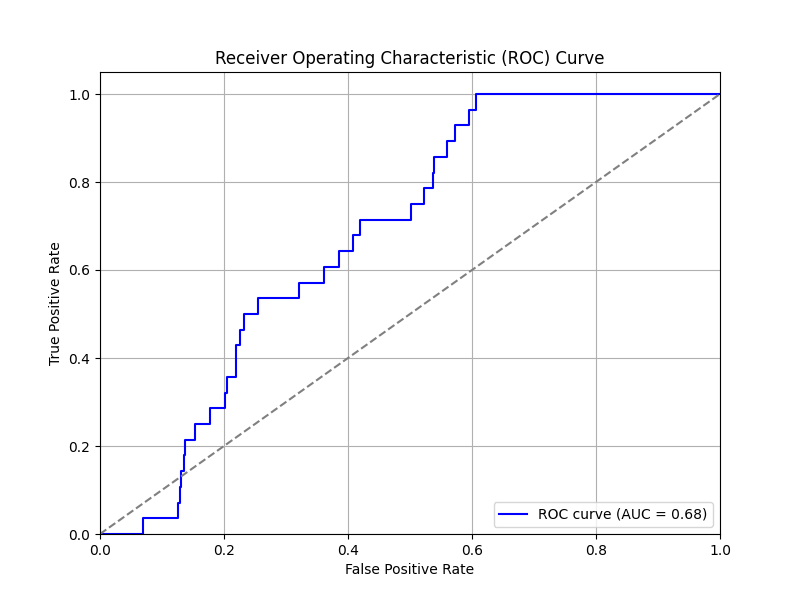 Receiver Operating Characteristic (ROC) Curve
True Positive Rate
1.0
0.8
0.6
0.4
0.2
0.0
ROC curve (AUC = 0.68)
0.0 0.2 0.4 0.6 0.8 1.0
False Positive Rate